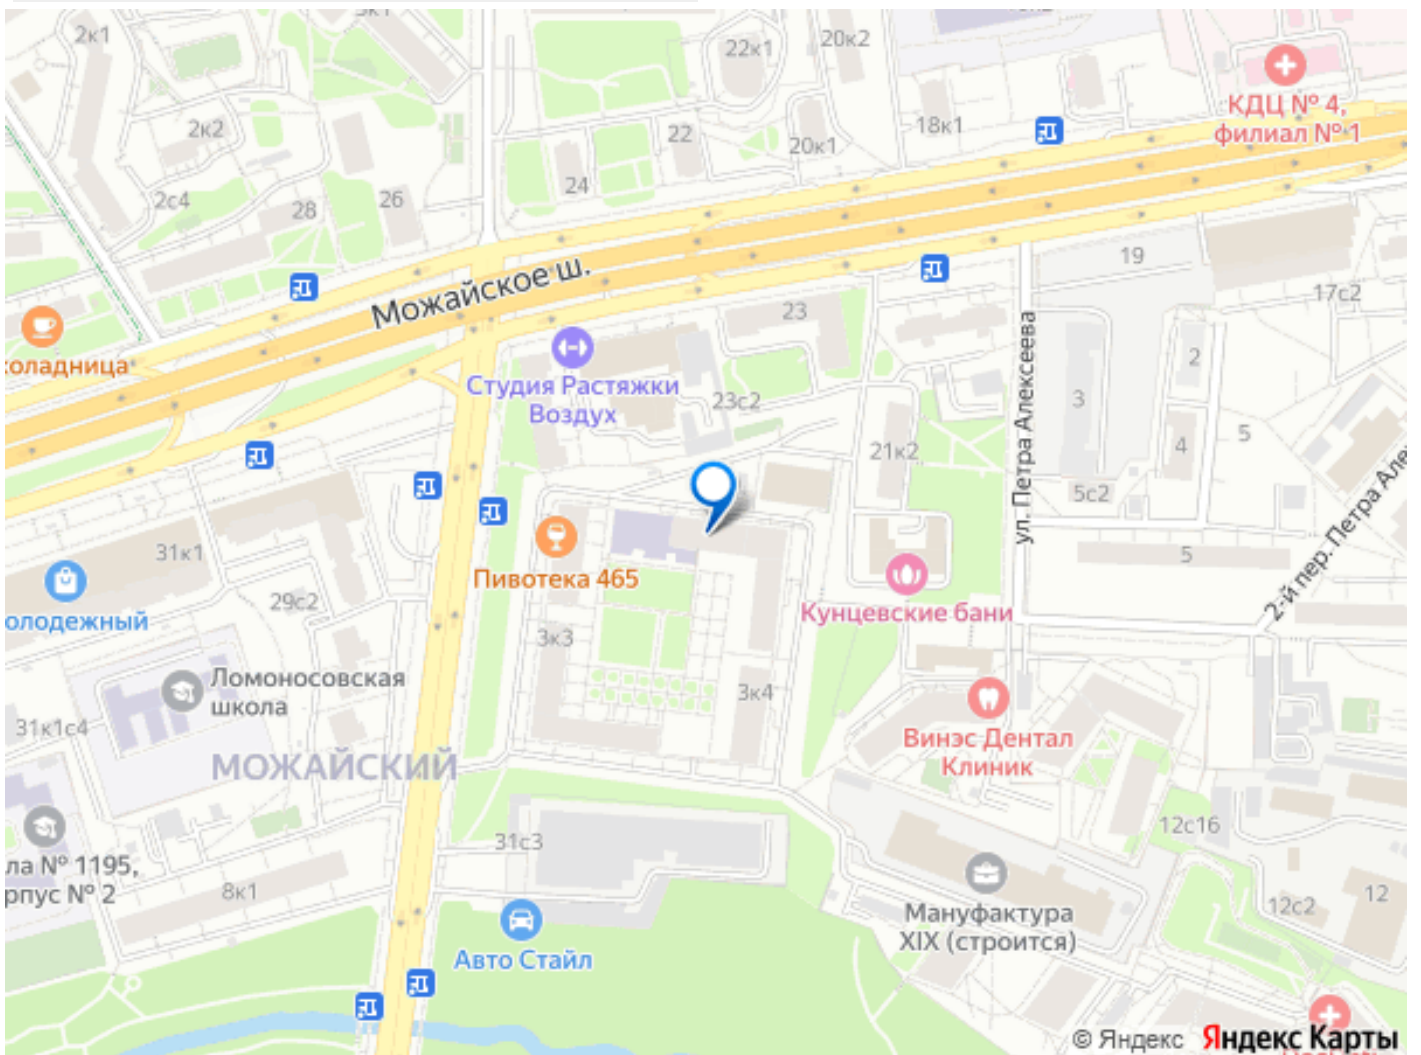 2к1
2к2
2с4
28
26
24
22
22к1
20к2
20к1
18к1
КДЦ № 4,
филиал № 1
Можайское ш.
19
17с2
оладница
Студия Растяжки
Воздух
23
23с2
21к2
ул. Петра Алексеева
3
2
4
5
5с2
5
2-й пер. Петра Але
31к1
олодежный
29с2
Пивотека 465
3к3
3к4
Кунцевские бани
Ломоносовская
школа
31к1с4
МОЖАЙСКИЙ
Винэс Дентал
Клиник
ла № 1195,
рпус № 2
8к1
31с3
Авто Стайл
12с16
12с2
12
Мануфактура
XIX (строится)
© Яндекс Яндекс Карты